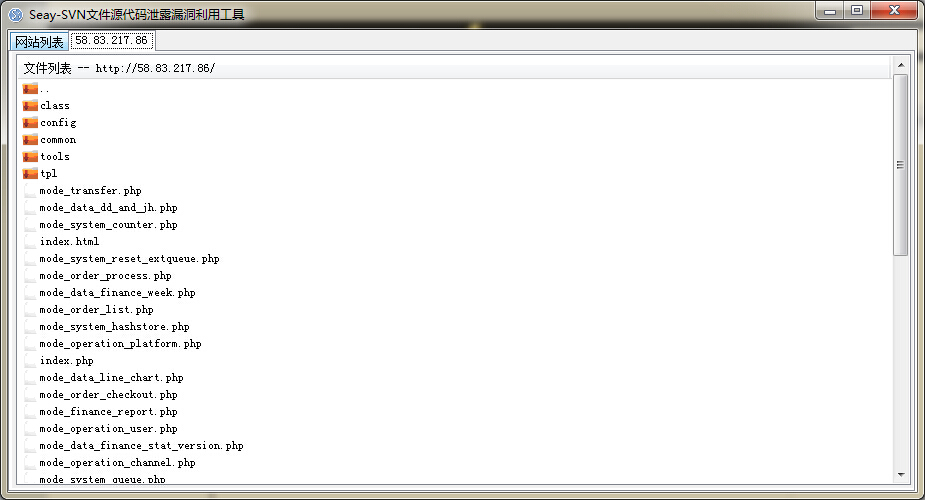 Seay-SVN文件源代码泄露漏洞利用工具
网站列表 58.83.217.86
文件列表 -- http://58.83.217.86/
..
class
config
common
tools
tpl
mode_transfer.php
mode_data_dd_and_jh.php
mode_system_counter.php
index.html
mode_system_reset_extqueue.php
mode_order_process.php
mode_data_finance_week.php
mode_order_list.php
mode_system_hashstore.php
mode_operation_platform.php
index.php
mode_data_line_chart.php
mode_order_checkout.php
mode_finance_report.php
mode_operation_user.php
mode_data_finance_stat_version.php
mode_operation_channel.php
mode_system_queue.php